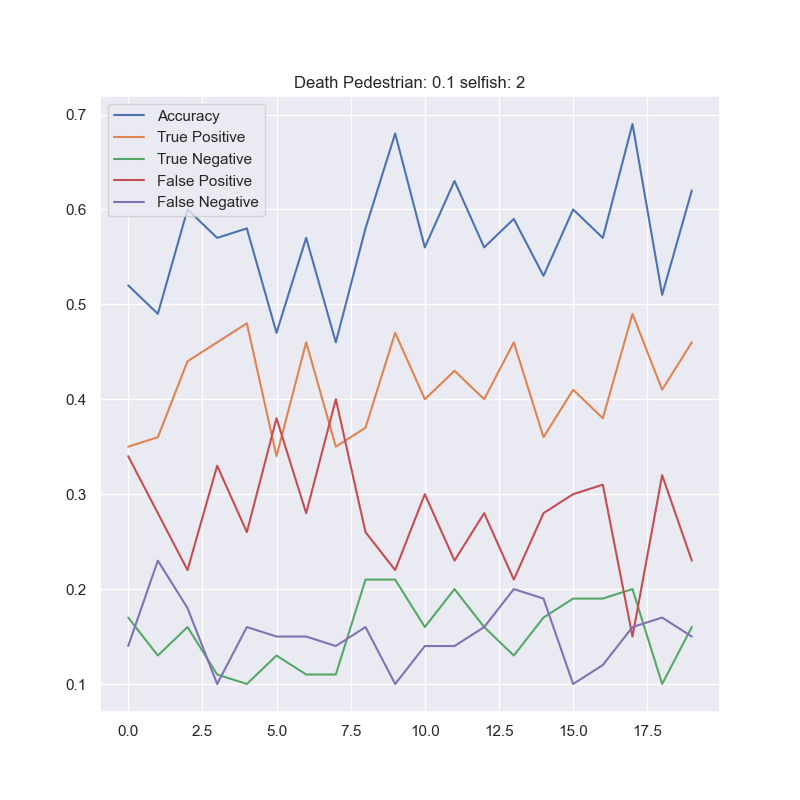 Death Pedestrian: 0.1 selfish: 2
Accuracy
True Positive
True Negative
False Positive
False Negative
0.7
0.6
0.5
0.4
0.3
0.2
0.1
0.0 2.5 5.0 7.5 10.0 12.5 15.0 17.5